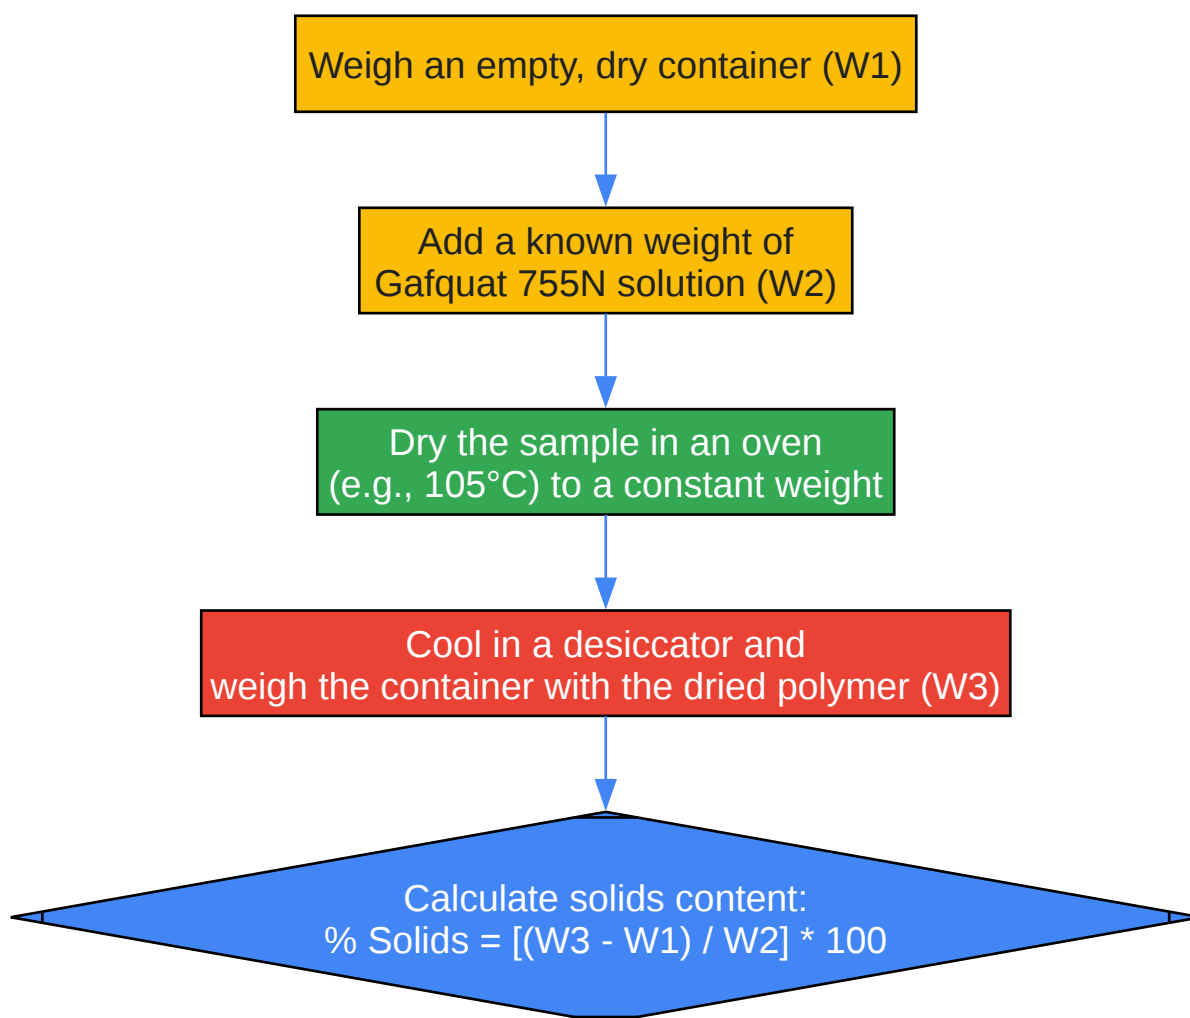 Weigh an empty, dry container (W1)
Add a known weight of
Gafquat 755N solution (W2)
Dry the sample in an oven
(e.g., 105°C) to a constant weight
Cool in a desiccator and
weigh the container with the dried polymer (W3)
Calculate solids content:
% Solids = [(W3 - W1) / W2] * 100